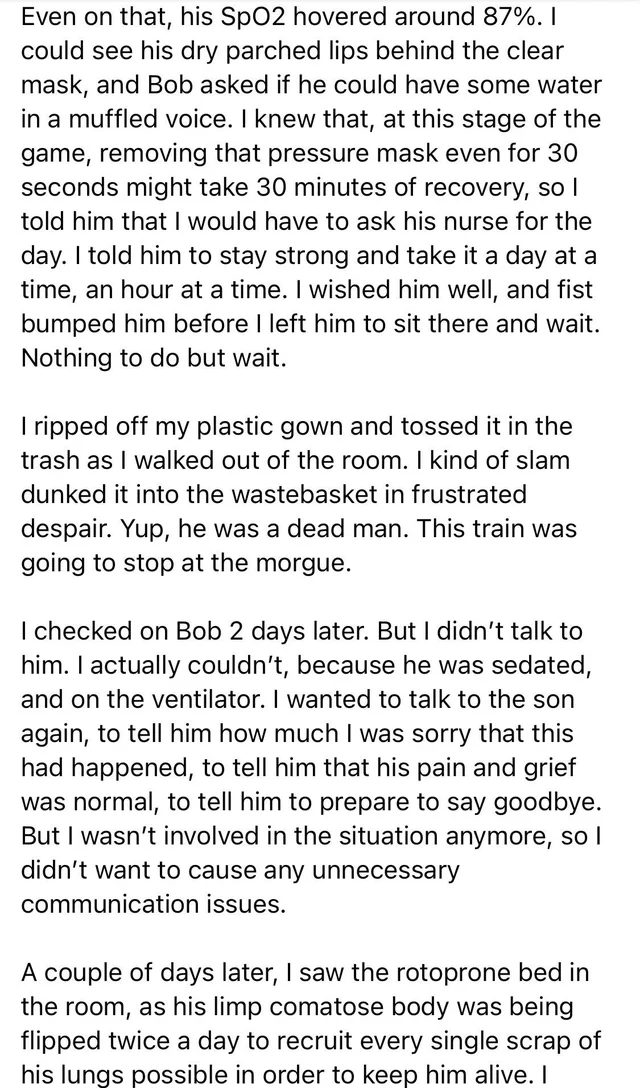 Even on that, his SpO2 hovered around 87%. I
could see his dry parched lips behind the clear
mask, and Bob asked if he could have some water
in a muffled voice. I knew that, at this stage of the
game, removing that pressure mask even for 30
seconds might take 30 minutes of recovery, so I
told him that I would have to ask his nurse for the
day. I told him to stay strong and take it a day at a
time, an hour at a time. I wished him well, and fist
bumped him before I left him to sit there and wait.
Nothing to do but wait.
I ripped off my plastic gown and tossed it in the
trash as I walked out of the room. I kind of slam
dunked it into the wastebasket in frustrated
despair. Yup, he was a dead man. This train was
going to stop at the morgue.
I checked on Bob 2 days later. But I didn’t talk to
him. I actually couldn’t, because he was sedated,
and on the ventilator. I wanted to talk to the son
again, to tell him how much I was sorry that this
had happened, to tell him that his pain and grief
was normal, to tell him to prepare to say goodbye.
But I wasn’t involved in the situation anymore, so I
didn’t want to cause any unnecessary
communication issues.
A couple of days later, I saw the rotoprone bed in
the room, as his limp comatose body was being
flipped twice a day to recruit every single scrap of
his lungs possible in order to keep him alive. I